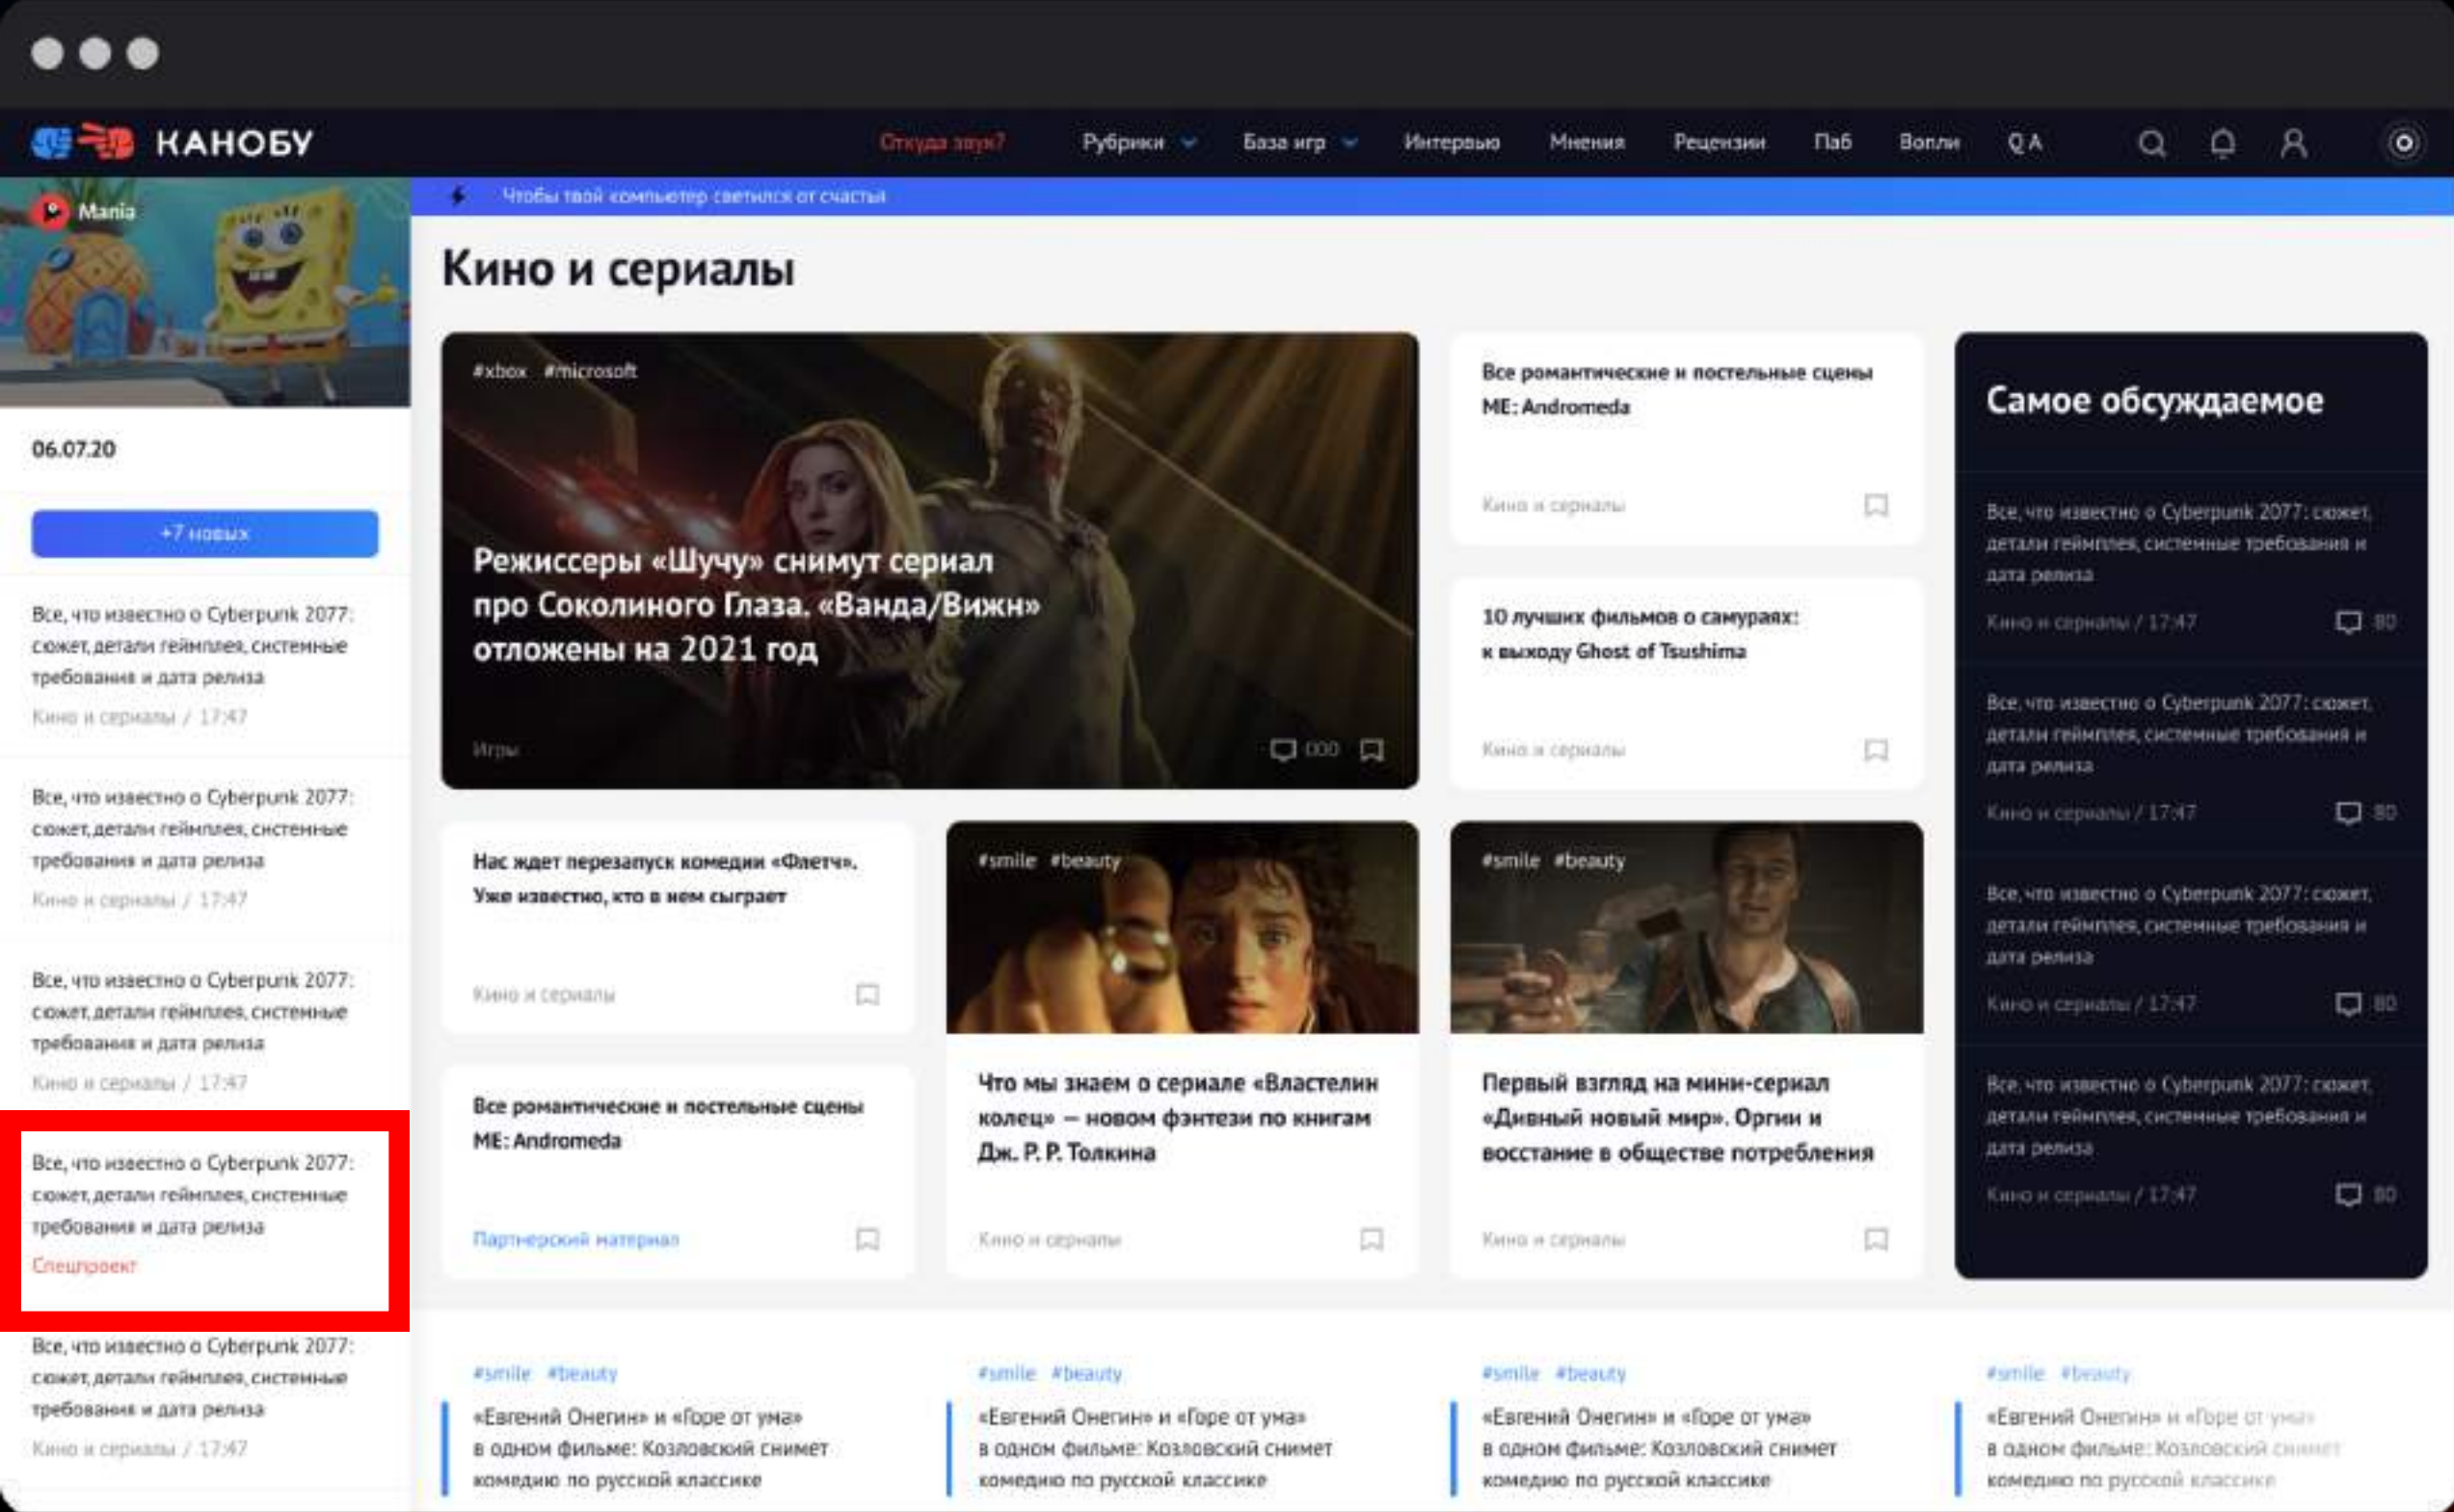 КАНОБУ
Откуда звук?
Рубрики
База игр
Интервью
Мнения
Рецензии
Паб
Вопли
Q A
Mania
Чтобы твой компьютер светился от счастья
06.07.20
+7 новых
Все, что известно о Cyberpunk 2077:
сюжет, детали геймплея, системные
требования и дата релиза
Кино и сериалы / 17:47
Все, что известно о Cyberpunk 2077:
сюжет, детали геймплея, системные
требования и дата релиза
Кино и сериалы / 17:47
Все, что известно о Cyberpunk 2077:
сюжет, детали геймплея, системные
требования и дата релиза
Кино и сериалы / 17:47
Все, что известно о Cyberpunk 2077:
сюжет, детали геймплея, системные
требования и дата релиза
Спецпроект
Все, что известно о Cyberpunk 2077:
сюжет, детали геймплея, системные
требования и дата релиза
Кино и сериалы / 17:47
Кино и сериалы
#xbox #microsoft
Режиссеры «Шучу» снимут сериал
про Соколиного Глаза. «Ванда/Вижн»
отложены на 2021 год
Игры
000
Все романтические и постельные сцены
ME: Andromeda
Кино и сериалы
10 лучших фильмов о самураях:
к выходу Ghost of Tsushima
Кино и сериалы
Нас ждет перезапуск комедии «Флетч».
Уже известно, кто в нем сыграет
Кино и сериалы
Все романтические и постельные сцены
ME: Andromeda
Партнерский материал
#smile #beauty
Что мы знаем о сериале «Властелин
колец» — новом фэнтези по книгам
Дж. Р. Р. Толкина
Кино и сериалы
#smile #beauty
Первый взгляд на мини-сериал
«Дивный новый мир». Оргии и
восстание в обществе потребления
Кино и сериалы
Самое обсуждаемое
Все, что известно о Cyberpunk 2077: сюжет,
детали геймплея, системные требования и
дата релиза
Кино и сериалы / 17:47
80
Все, что известно о Cyberpunk 2077: сюжет,
детали геймплея, системные требования и
дата релиза
Кино и сериалы / 17:47
80
Все, что известно о Cyberpunk 2077: сюжет,
детали геймплея, системные требования и
дата релиза
Кино и сериалы / 17:47
80
Все, что известно о Cyberpunk 2077: сюжет,
детали геймплея, системные требования и
дата релиза
Кино и сериалы / 17:47
80
#smile #beauty
«Евгений Онегин» и «Горе от ума»
в одном фильме: Козловский снимет
комедию по русской классике
#smile #beauty
«Евгений Онегин» и «Горе от ума»
в одном фильме: Козловский снимет
комедию по русской классике
#smile #beauty
«Евгений Онегин» и «Горе от ума»
в одном фильме: Козловский снимет
комедию по русской классике
#smile #beauty
«Евгений Онегин» и «Горе от ума»
в одном фильме: Козловский снимет
комедию по русской классике